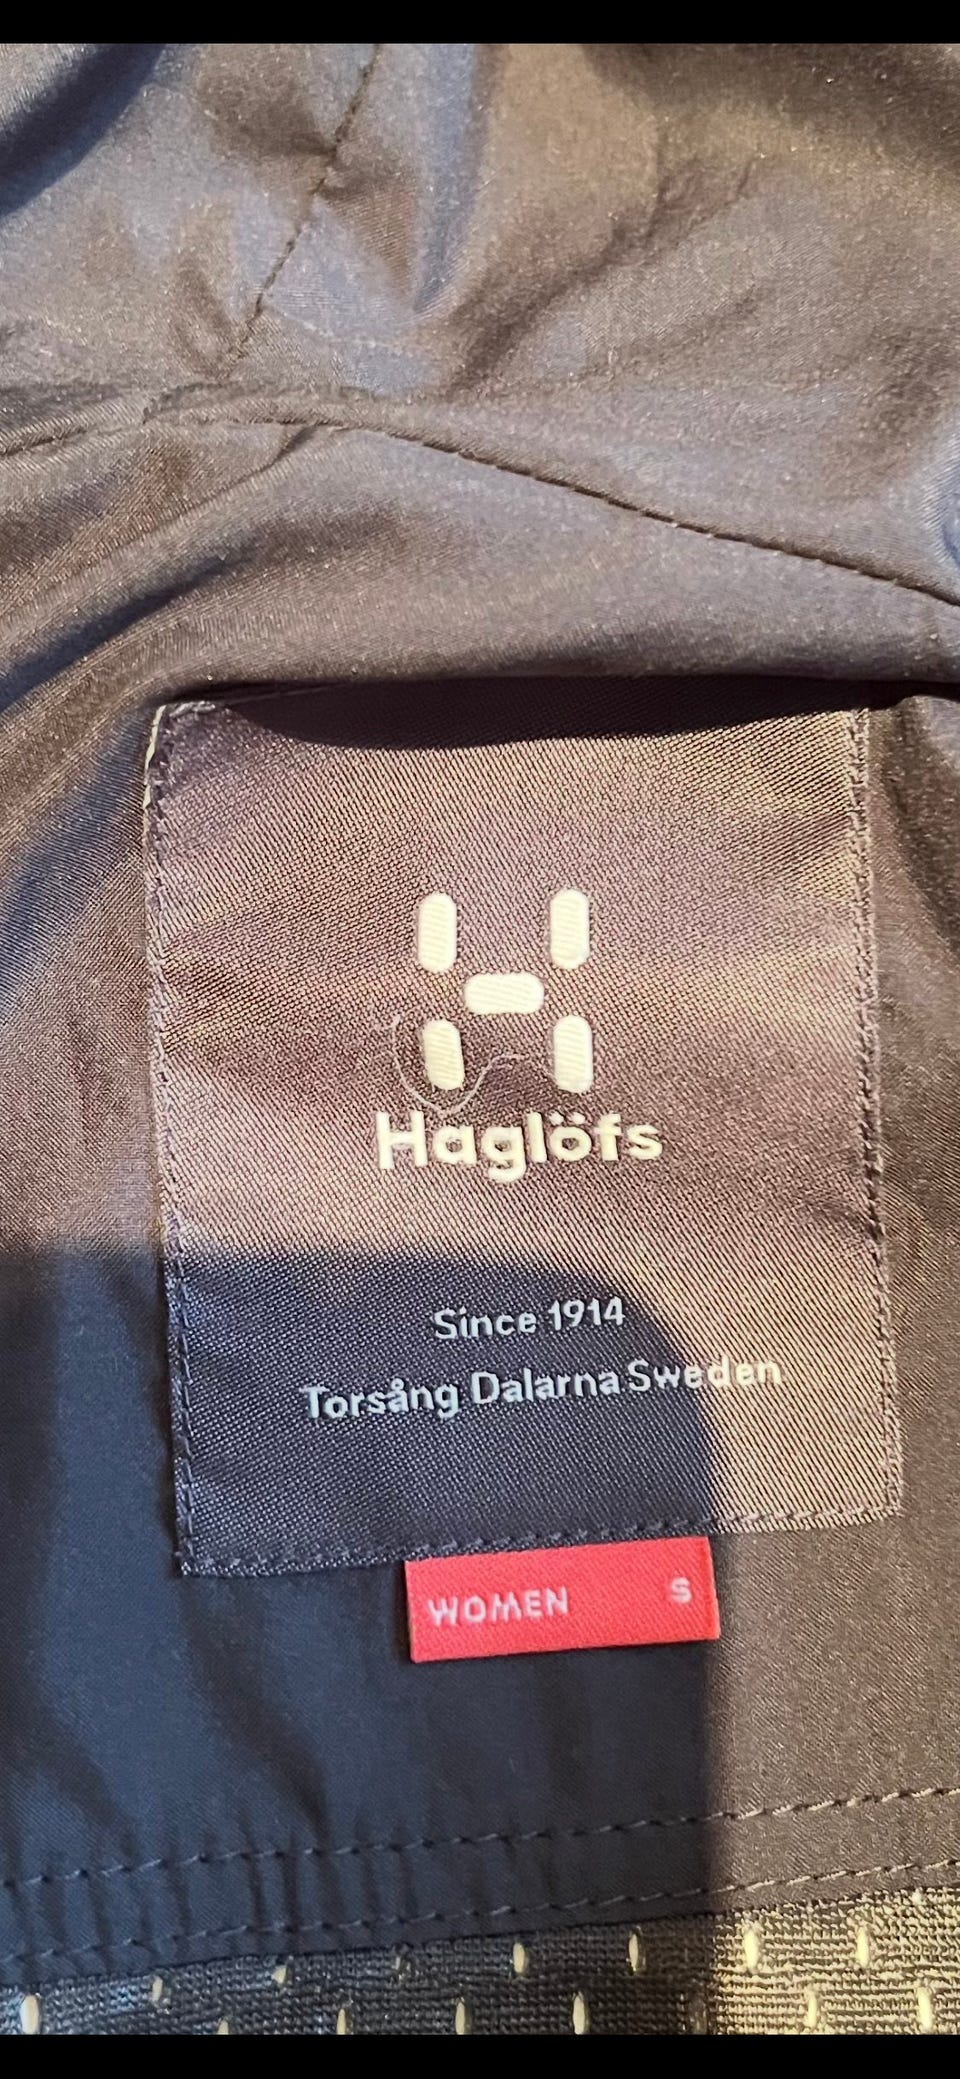 Haglöfs
Since 1914
Torsång Dalarna Sweden
WOMEN S